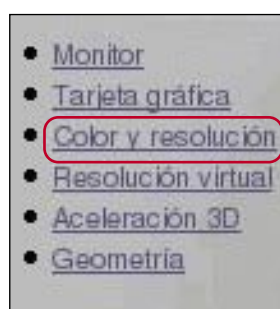 Monitor
Tarjeta gráfica
Color y resolución
Resolución virtual
Aceleración 3D
Geometría